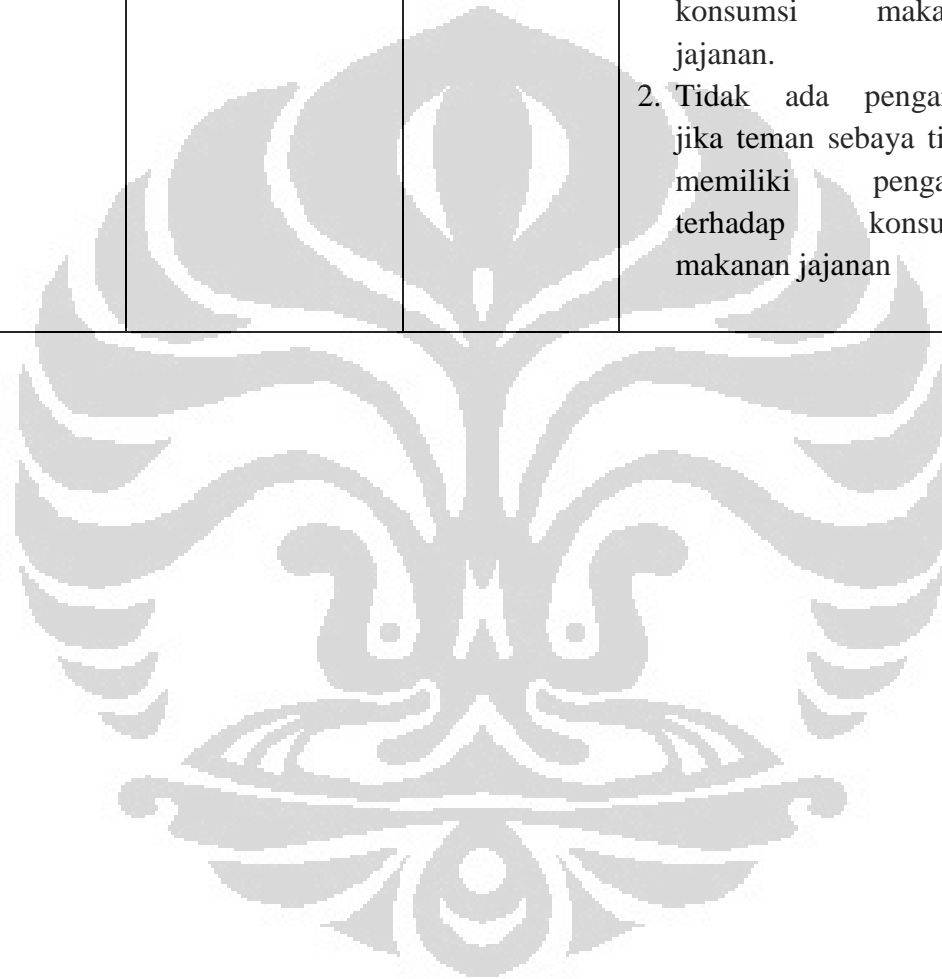 konsumsi maka
jajanan.
2. Tidak ada penga
jika teman sebaya ti
memiliki penga
terhadap konsu
makanan jajanan